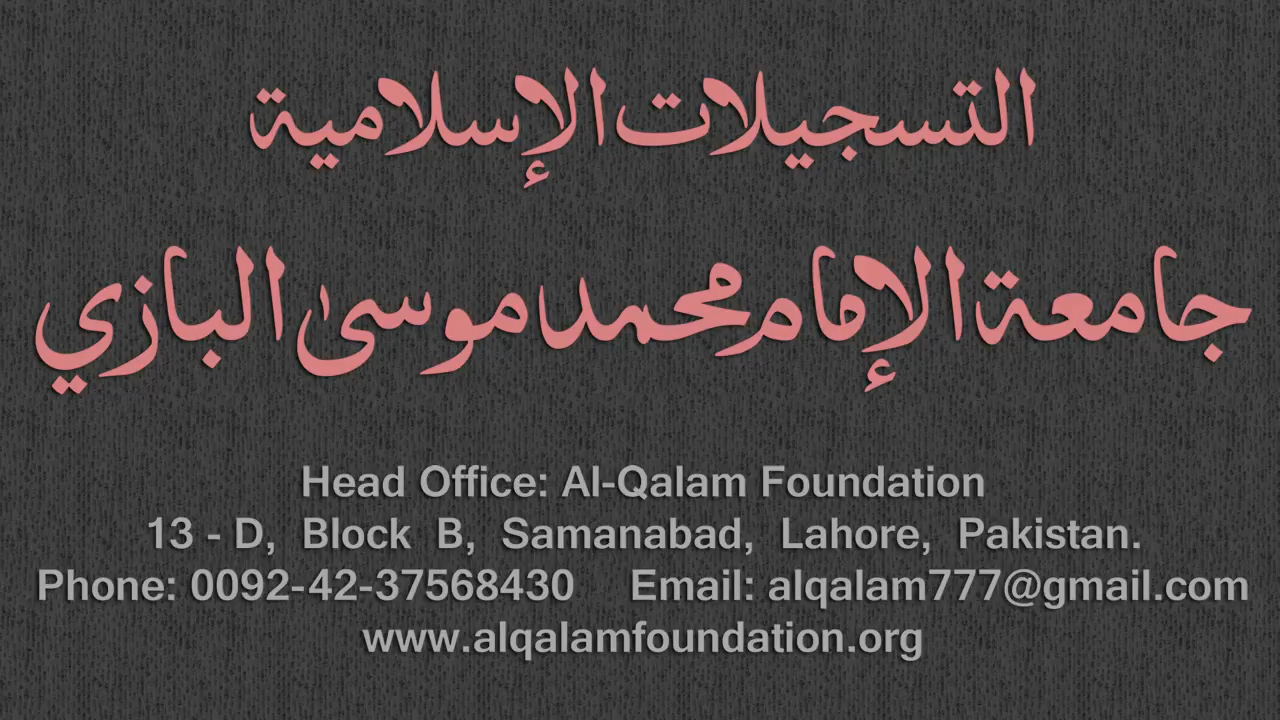 التسجيلات الإسلامية
جامعة الإمام محمد موسىٰ البازي
Head Office: Al-Qalam Foundation
13 - D, Block B, Samanabad, Lahore, Pakistan.
Phone: 0092-42-37568430 Email: alqalam777@gmail.com
www.alqalamfoundation.org